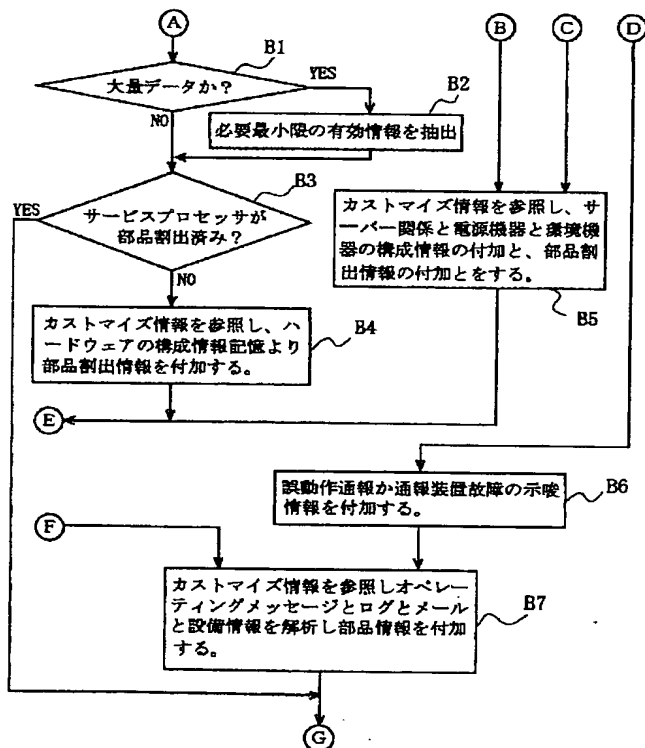 A
B
C
D
B1
大量データか?
YES
NO
B2
必要最小限の有効情報を抽出
B3
YES
サービスプロセッサが
部品割出済み?
NO
カスタマイズ情報を参照し、サー
バー関係と電源機器と環境機
器の構成情報の付加と、部品割
出情報の付加とをする。
B5
カスタマイズ情報を参照し、ハ
ードウェアの構成情報記憶より
部品割出情報を付加する。
B4
E
誤動作通報か通報装置故障の示唆
情報を付加する。
B6
F
カスタマイズ情報を参照しオペレー
ティングメッセージとログとメール
と設備情報を解析し部品情報を付加
する。
B7
G